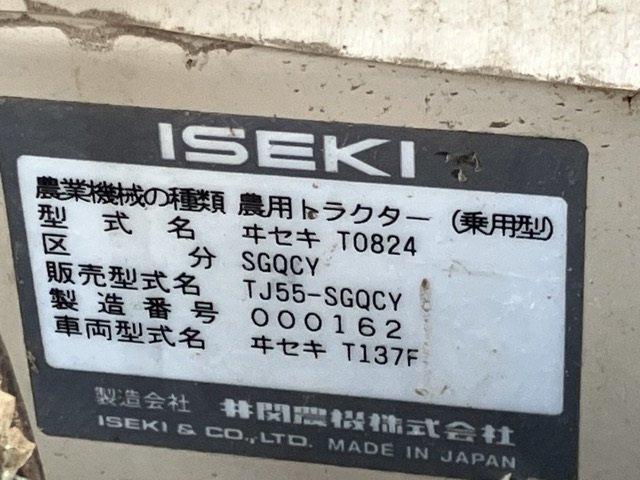 ISEKI
農業機械の種類 農用トラクター (乗用型)
型式名 ヰセキ T0824
区分 SGQCY
販売型式名 TJ55-SGQCY
製造番号 000162
車両型式名 ヰセキ T137F
製造会社 井関農機株式会社
ISEKI & CO., LTD. MADE IN JAPAN